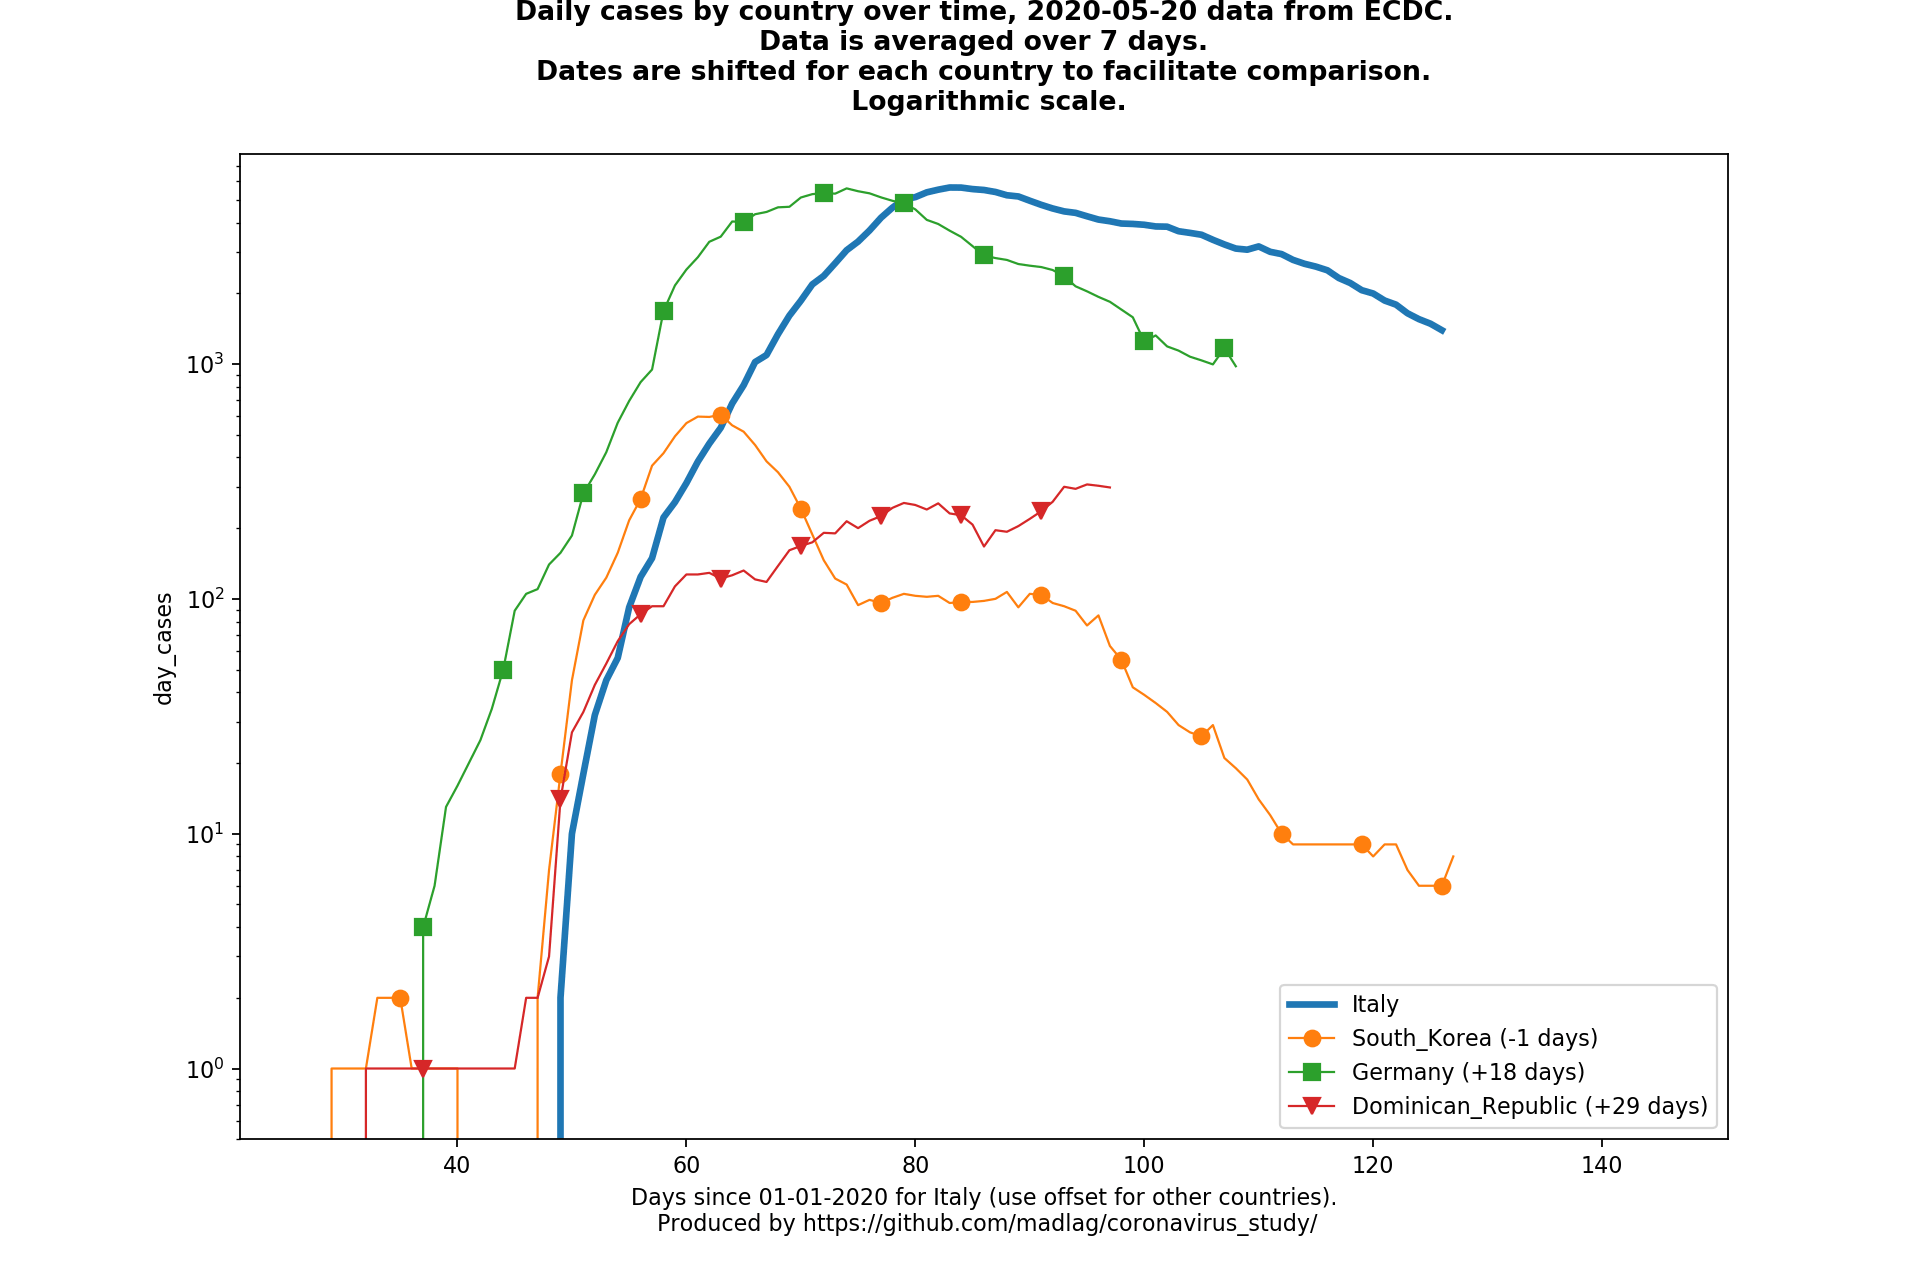 Daily cases by country over time, 2020-05-20 data from ECDC.
Data is averaged over 7 days.
Dates are shifted for each country to facilitate comparison.
Logarithmic scale.
10³
10²
10¹
10⁰
day_cases
40 60 80 100 120 140
Italy
South_Korea (-1 days)
Germany (+18 days)
Dominican_Republic (+29 days)
Days since 01-01-2020 for Italy (use offset for other countries).
Produced by https://github.com/madlag/coronavirus_study/